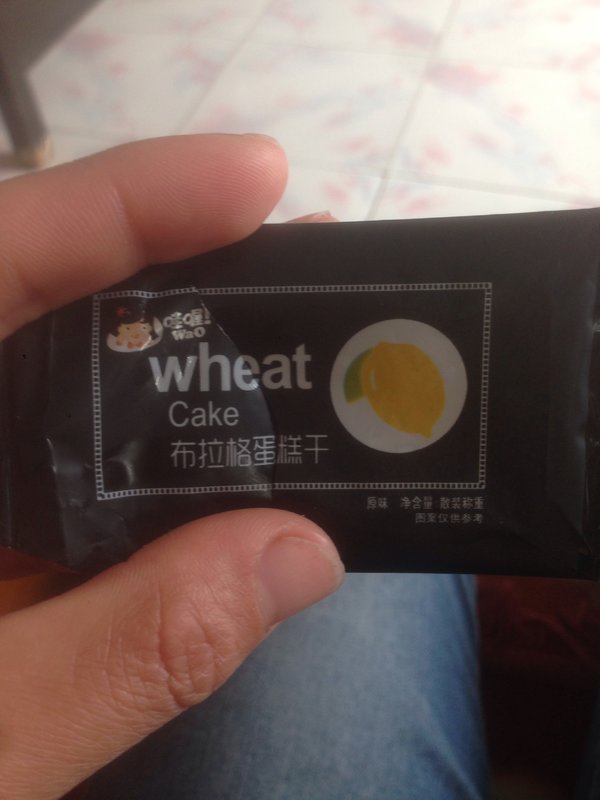 哇喔!
WaO
wheat
Cake
布拉格蛋糕干
原味 净含量:散装称重
图案仅供参考